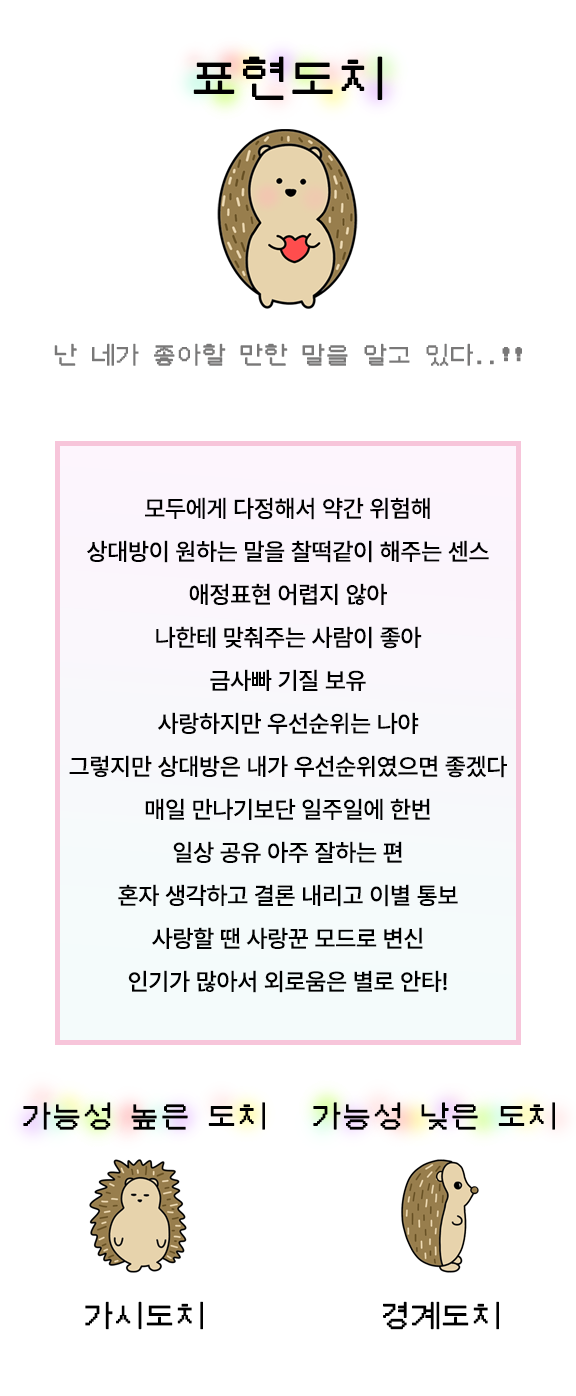 표현도치
난 네가 좋아할 만한 말을 알고 있다..!!
모두에게 다정해서 약간 위험해
상대방이 원하는 말을 찰떡같이 해주는 센스
애정표현 어렵지 않아
나한테 맞춰주는 사람이 좋아
금사빠 기질 보유
사랑하지만 우선순위는 나야
그렇지만 상대방은 내가 우선순위였으면 좋겠다
매일 만나기보단 일주일에 한번
일상 공유 아주 잘하는 편
혼자 생각하고 결론 내리고 이별 통보
사랑할 땐 사랑꾼 모드로 변신
인기가 많아서 외로움은 별로 안타!
가능성 높은 도치
가능성 낮은 도치
가시도치
경계도치